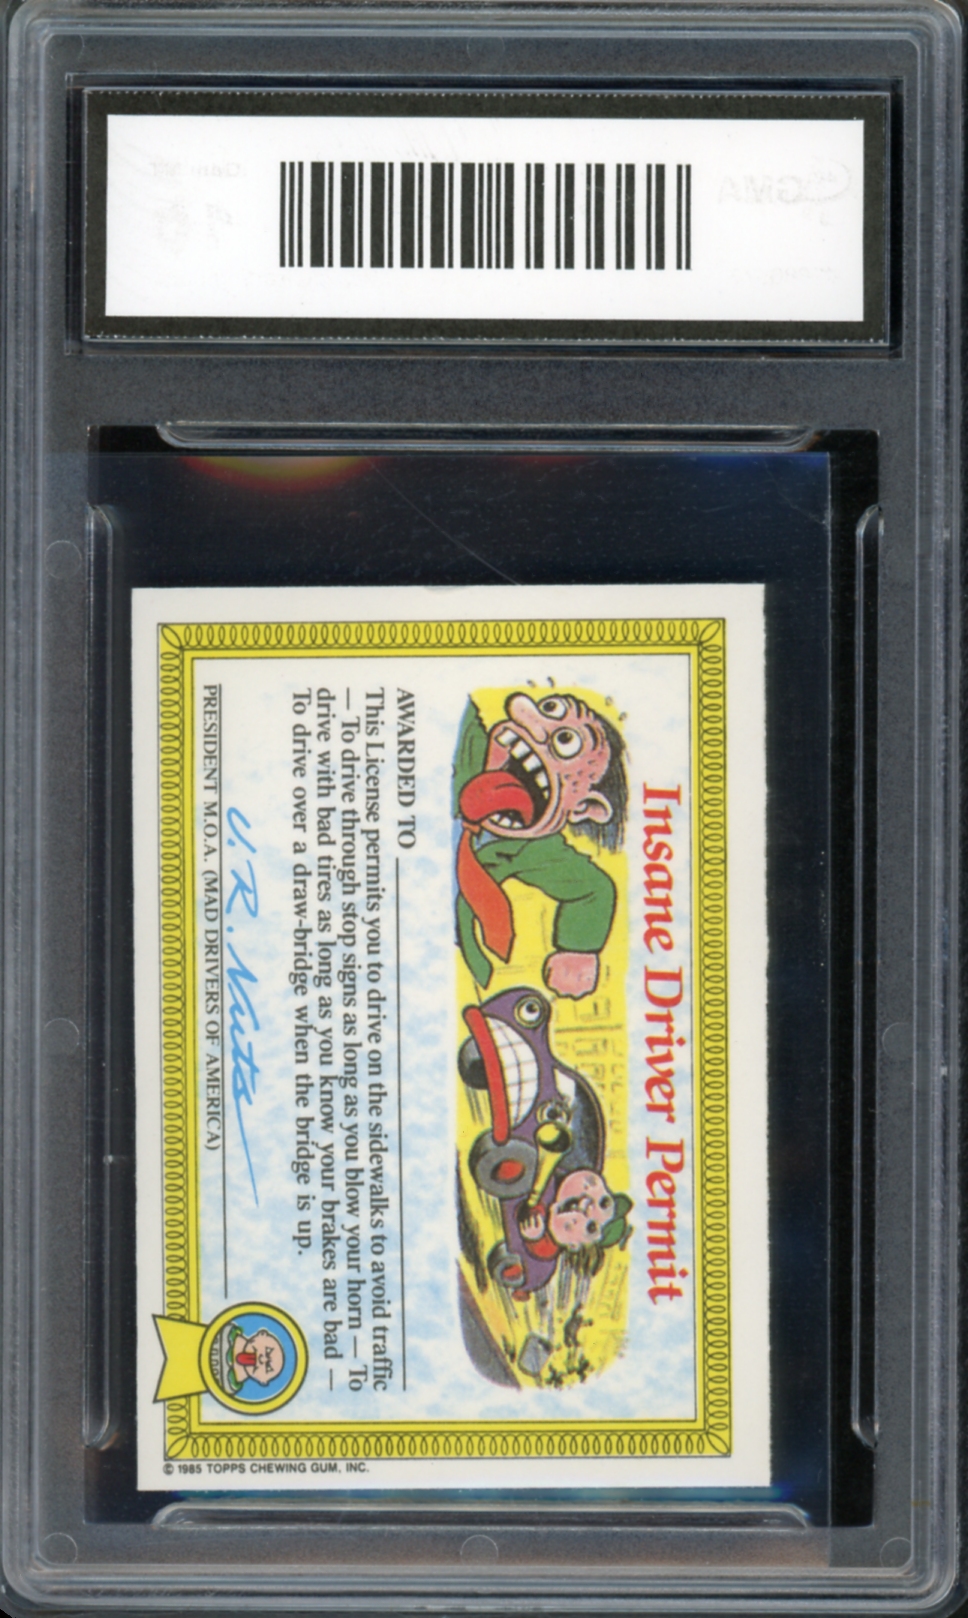 Insane Driver Permit
AWARDED TO
This License permits you to drive on the sidewalks to avoid traffic
— To drive through stop signs as long as you blow your horn — To
drive with bad tires as long as you know your brakes are bad —
To drive over a draw-bridge when the bridge is up.
U. R. Nuts
PRESIDENT M.O.A. (MAD DRIVERS OF AMERICA)
© 1985 TOPPS CHEWING GUM, INC.
GMA